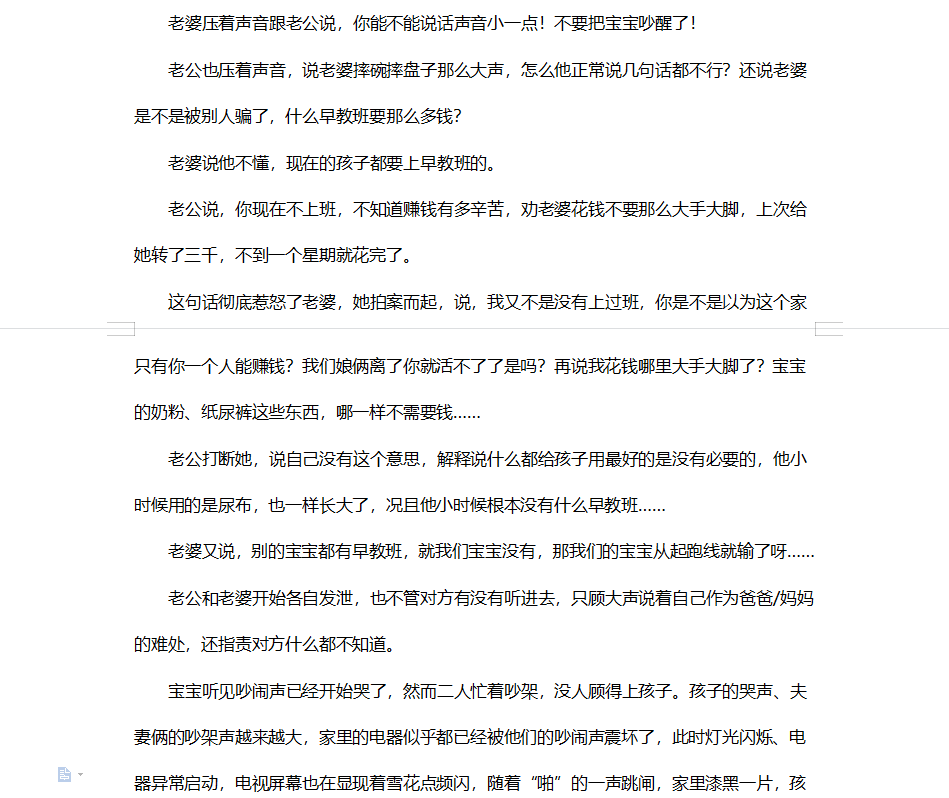 老婆压着声音跟老公说，你能不能说话声音小一点！不要把宝宝吵醒了！
老公也压着声音，说老婆摔碗摔盘子那么大声，怎么他正常说几句话都不行？还说老婆
是不是被别人骗了，什么早教班要那么多钱？
老婆说他不懂，现在的孩子都要上早教班的。
老公说，你现在不上班，不知道赚钱有多辛苦，劝老婆花钱不要那么大手大脚，上次给
她转了三千，不到一个星期就花完了。
这句话彻底惹怒了老婆，她拍案而起，说，我又不是没有上过班，你是不是以为这个家
只有你一个人能赚钱？我们娘俩离了你就活不了了是吗？再说我花钱哪里大手大脚了？宝宝
的奶粉、纸尿裤这些东西，哪一样不需要钱……
老公打断她，说自己没有这个意思，解释说什么都给孩子用最好的是没有必要的，他小
时候用的是尿布，也一样长大了，况且他小时候根本没有什么早教班……
老婆又说，别的宝宝都有早教班，就我们宝宝没有，那我们的宝宝从起跑线就输了呀……
老公和老婆开始各自发泄，也不管对方有没有听进去，只顾大声说着自己作为爸爸/妈妈
的难处，还指责对方什么都不知道。
宝宝听见吵闹声已经开始哭了，然而二人忙着吵架，没人顾得上孩子。孩子的哭声、夫
妻俩的吵架声越来越大，家里的电器似乎都已经被他们的吵闹声震坏了，此时灯光闪烁、电
器异常启动，电视屏幕也在显现着雪花点频闪，随着“啪”的一声跳闸，家里漆黑一片，孩